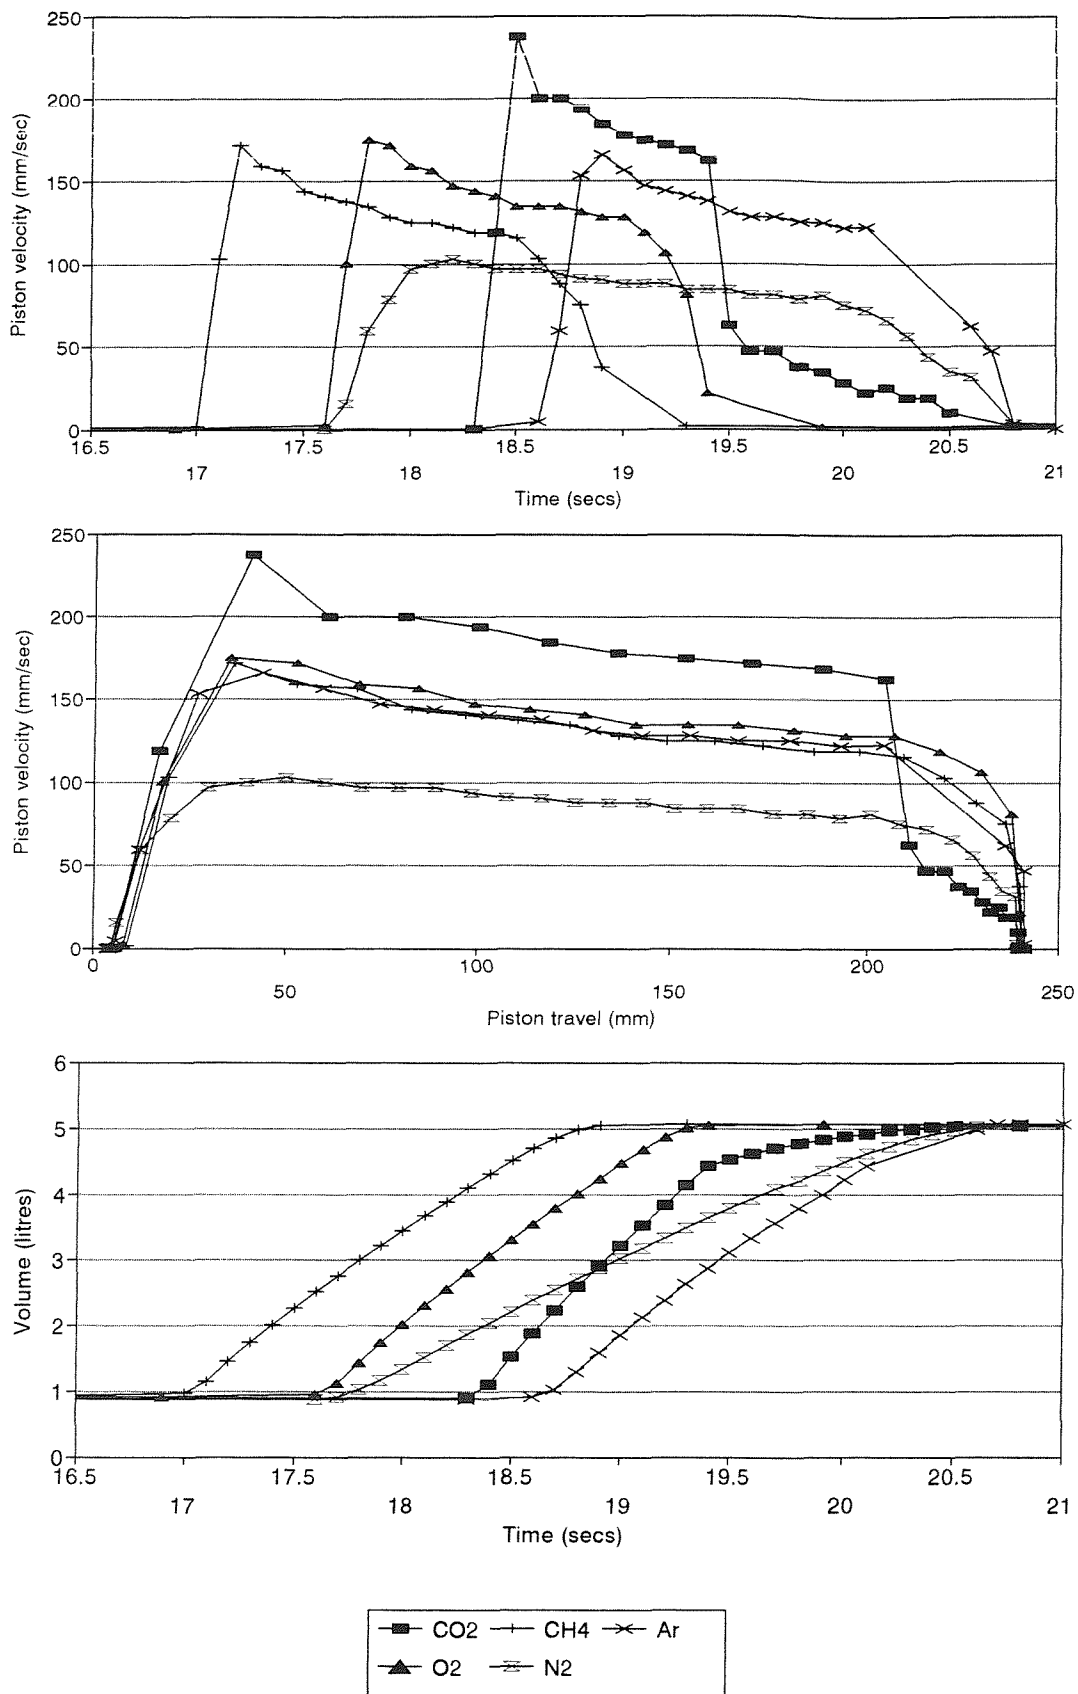 250
200
150
100
50
0
Piston velocity (mm/sec)
16.5 17.5 18.5 19.5 20.5
17 18 19 20 21
Time (secs)
250
200
150
100
50
0
Piston velocity (mm/sec)
0 100 200
50 150 250
Piston travel (mm)
6
5
4
3
2
1
0
Volume (litres)
16.5 17.5 18.5 19.5 20.5
17 18 19 20 21
Time (secs)
CO2 CH4 Ar
O2 N2